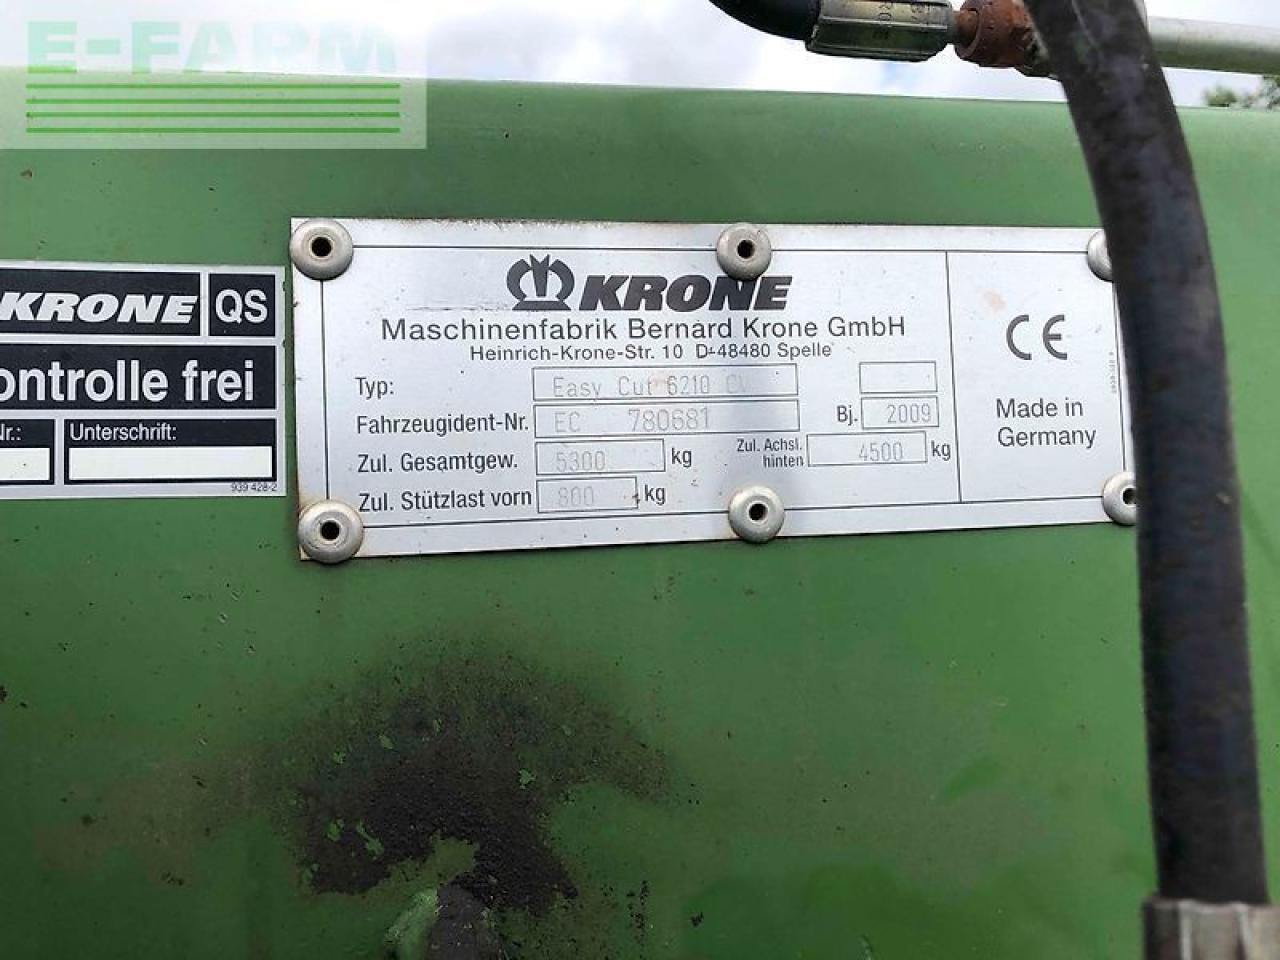 E-FARM
KRONE QS
ontrolle frei
Nr.: Unterschrift:
939 428-2
KRONE
Maschinenfabrik Bernard Krone GmbH
Heinrich-Krone-Str. 10 D-48480 Spelle
Typ: Easy Cut 6210 CV
Fahrzeugident-Nr. EC 780681 Bj. 2009
Zul. Gesamtgew. 5300 kg Zul. Achsl. hinten 4500 kg
Zul. Stützlast vorn 800 kg
CE
Made in
Germany